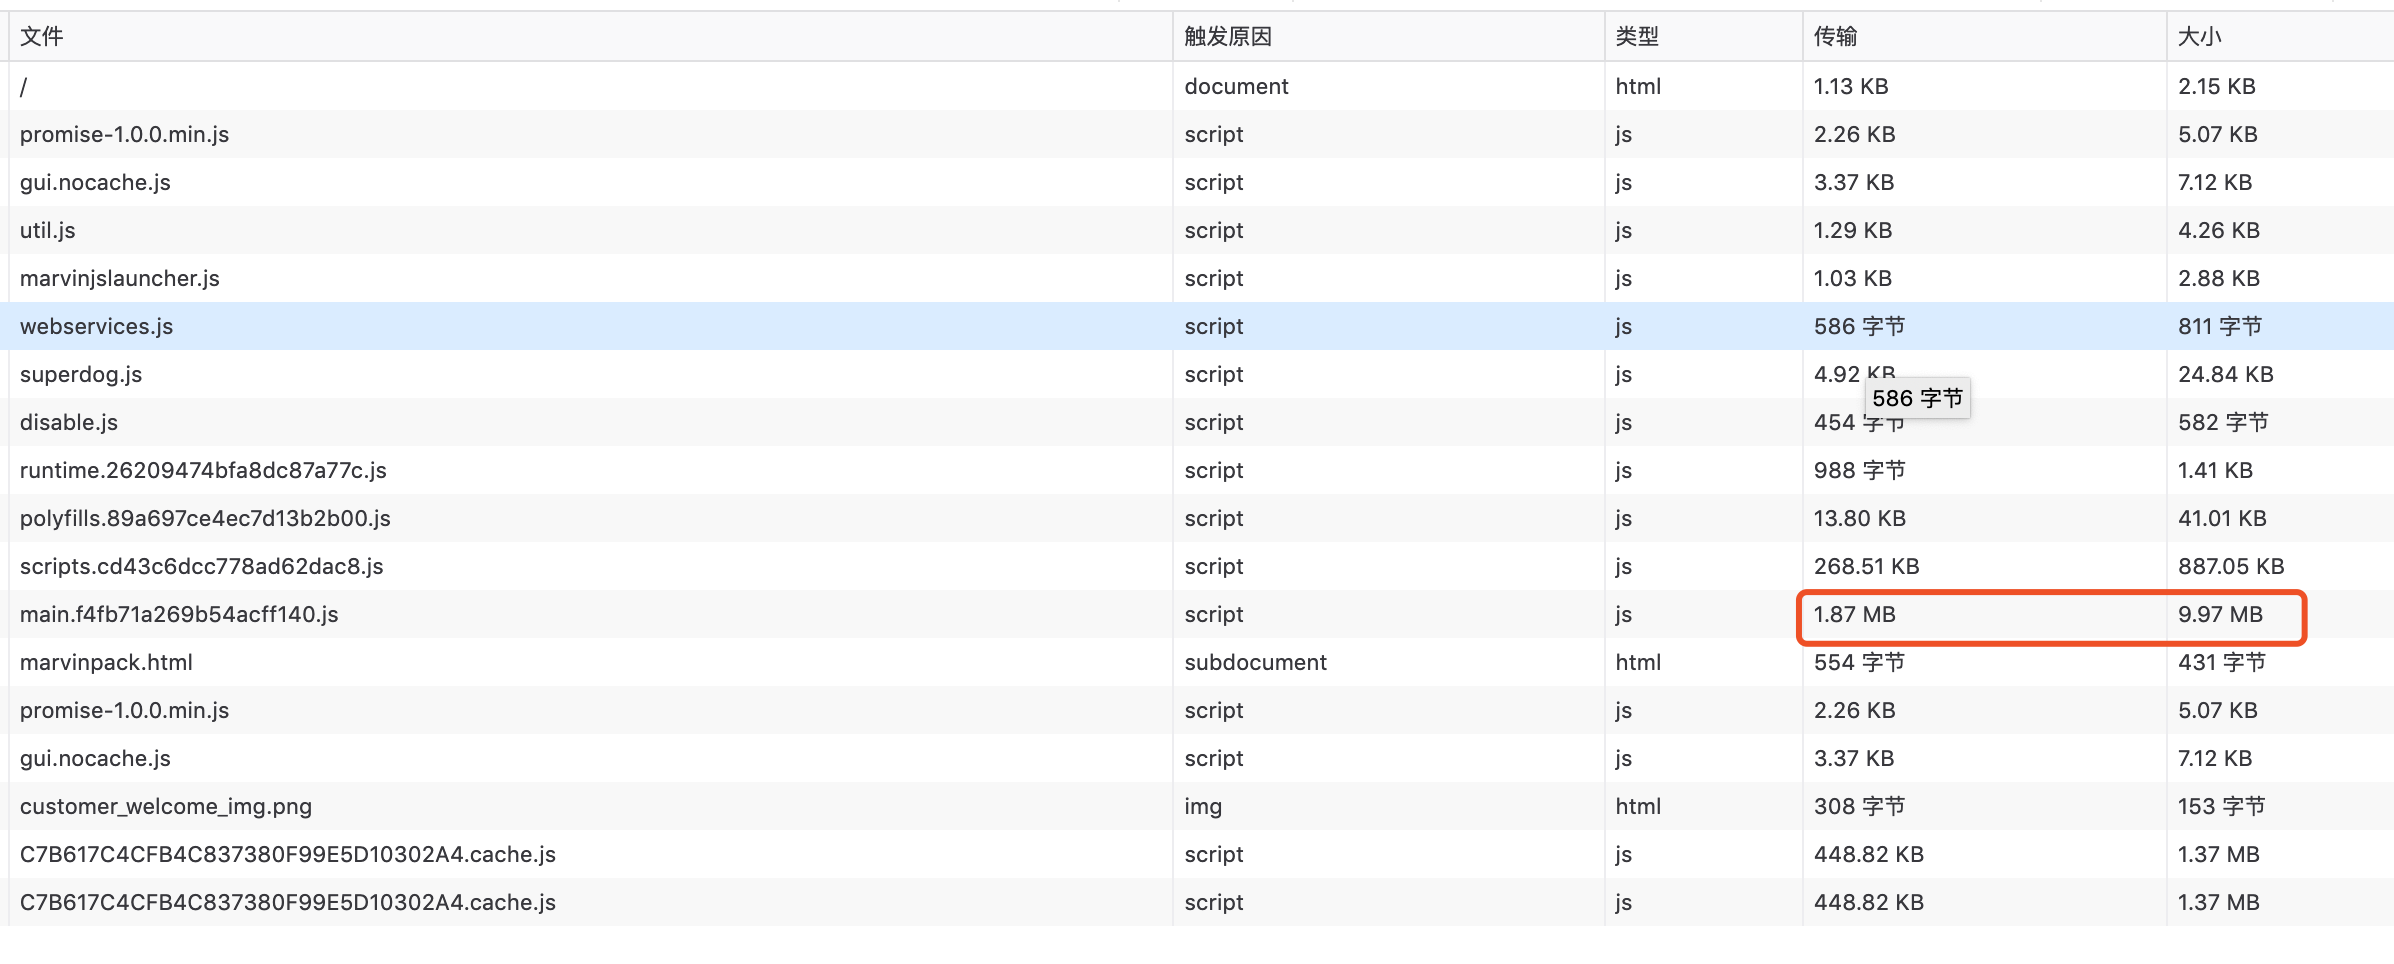 文件 触发原因 类型 传输 大小
/ document html 1.13 KB 2.15 KB
promise-1.0.0.min.js script js 2.26 KB 5.07 KB
gui.nocache.js script js 3.37 KB 7.12 KB
util.js script js 1.29 KB 4.26 KB
marvinjslauncher.js script js 1.03 KB 2.88 KB
webservices.js script js 586 字节 811 字节
superdog.js script js 4.92 KB 24.84 KB
586 字节
disable.js script js 454 字节 582 字节
runtime.26209474bfa8dc87a77c.js script js 988 字节 1.41 KB
polyfills.89a697ce4ec7d13b2b00.js script js 13.80 KB 41.01 KB
scripts.cd43c6dcc778ad62dac8.js script js 268.51 KB 887.05 KB
main.f4fb71a269b54acff140.js script js 1.87 MB 9.97 MB
marvinpack.html subdocument html 554 字节 431 字节
promise-1.0.0.min.js script js 2.26 KB 5.07 KB
gui.nocache.js script js 3.37 KB 7.12 KB
customer_welcome_img.png img html 308 字节 153 字节
C7B617C4CFB4C837380F99E5D10302A4.cache.js script js 448.82 KB 1.37 MB
C7B617C4CFB4C837380F99E5D10302A4.cache.js script js 448.82 KB 1.37 MB